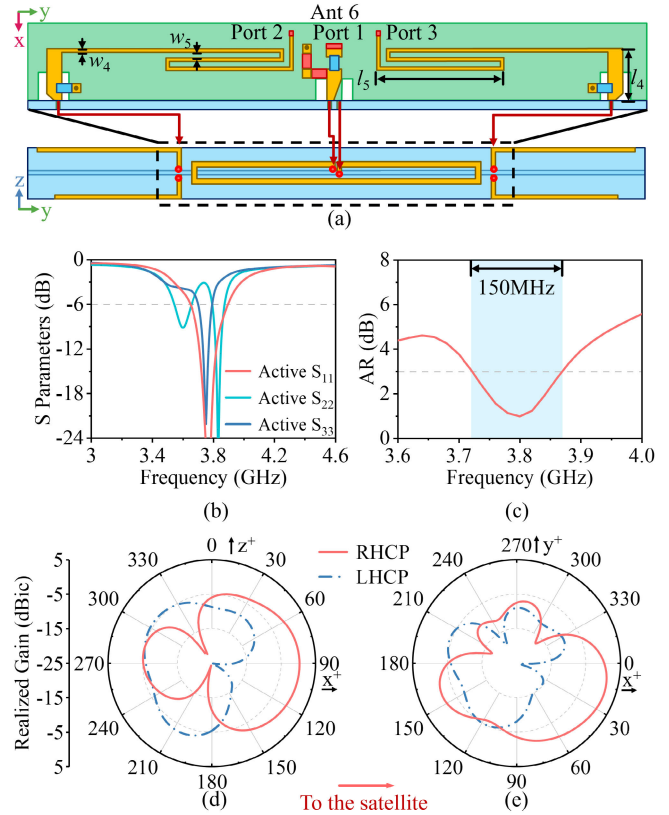 y
Ant 6
x
Port 2
Port 1
Port 3
w4
w5
l5
l4
z
y
(a)
0
-6
-12
-18
-24
S Parameters (dB)
Active S11
Active S22
Active S33
3
3.4
3.8
4.2
4.6
Frequency (GHz)
(b)
8
6
4
3
2
0
AR (dB)
150MHz
3.6
3.7
3.8
3.9
4.0
Frequency (GHz)
(c)
Realized Gain (dBic)
5
-5
-15
-25
-15
-5
5
0
z+
30
60
90
x+
120
150
180
210
240
270
300
330
(d)
RHCP
LHCP
270
y+
300
330
0
x+
30
60
90
120
150
180
210
240
(e)
To the satellite